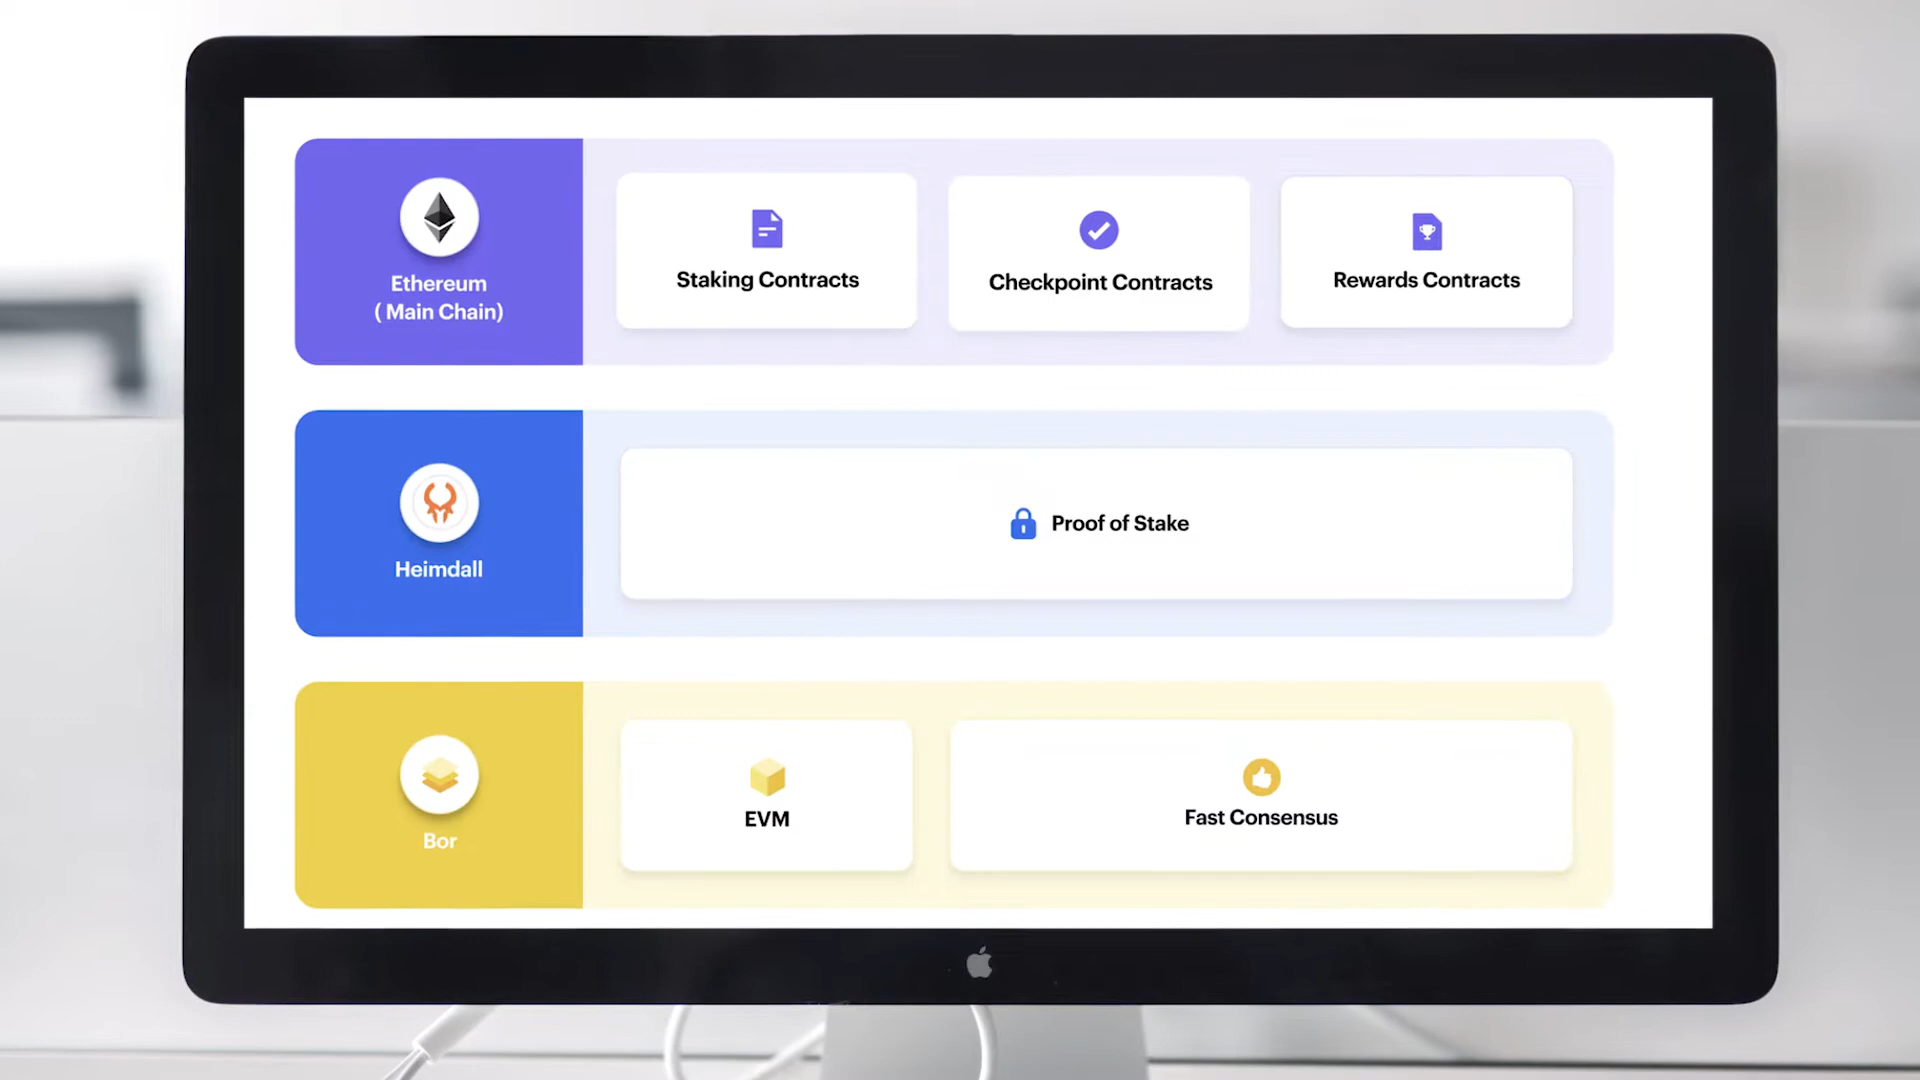 Ethereum
( Main Chain)
Staking Contracts
Checkpoint Contracts
Rewards Contracts
Heimdall
Proof of Stake
Bor
EVM
Fast Consensus